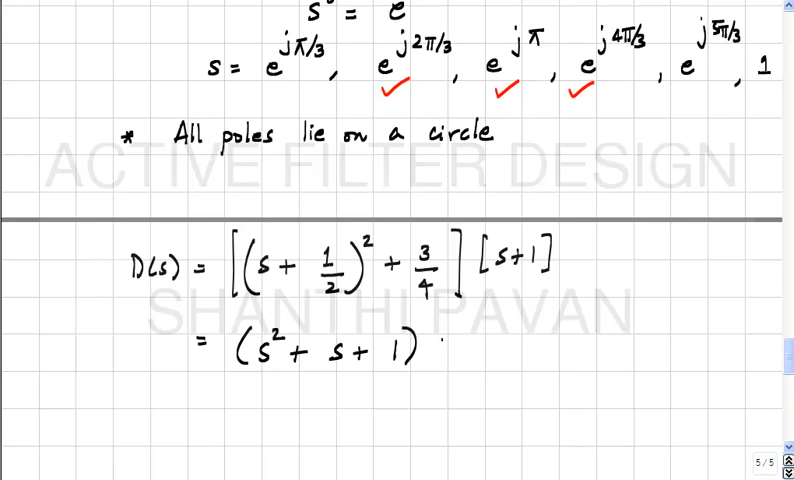 s⁶ = e
s = e^{jπ/3}, e^{j2π/3}, e^{jπ}, e^{j4π/3}, e^{j5π/3}, 1
* All poles lie on a circle
ACTIVE FILTER DESIGN
D(s) = [(s + 1/2)² + 3/4] [s+1]
SHANTHI PAVAN
= (s² + s + 1)
5/5